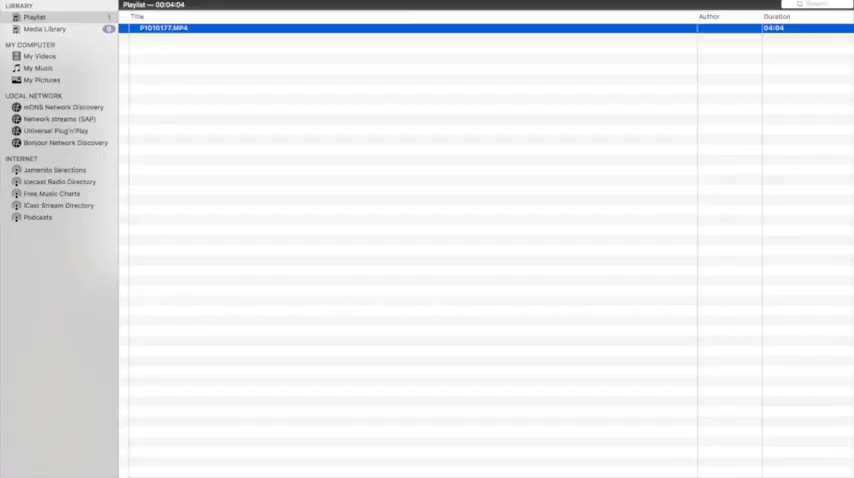 LIBRARY
Playlist 1
Media Library 0
MY COMPUTER
My Videos
My Music
My Pictures
LOCAL NETWORK
mDNS Network Discovery
Network streams (SAP)
Universal Plug'n'Play
Bonjour Network Discovery
INTERNET
Jamendo Selections
Icecast Radio Directory
Free Music Charts
iCast Stream Directory
Podcasts
Playlist — 00:04:04
Search
Title Author Duration
P1010177.MP4 04:04